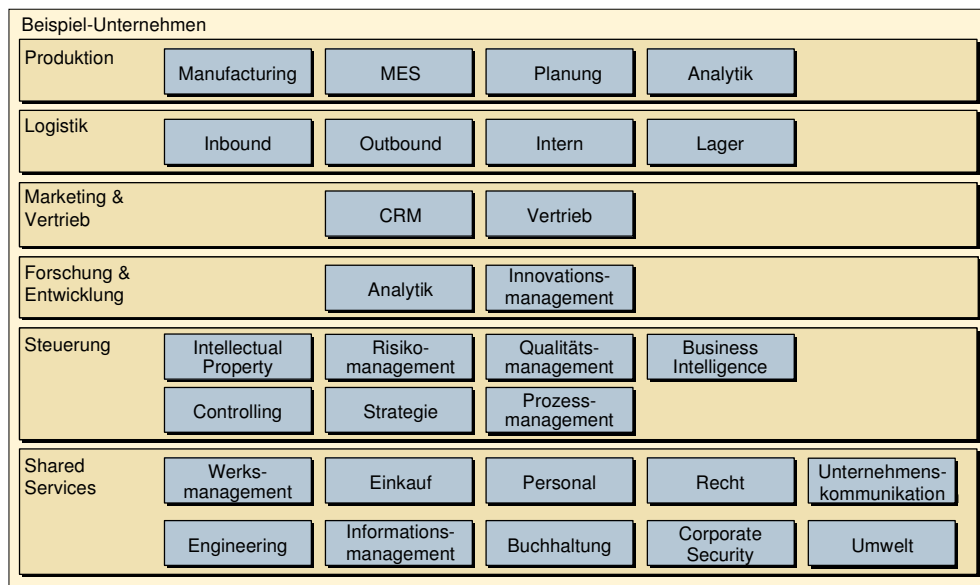 Beispiel-Unternehmen
Produktion
Manufacturing
MES
Planung
Analytik
Logistik
Inbound
Outbound
Intern
Lager
Marketing &
Vertrieb
CRM
Vertrieb
Forschung &
Entwicklung
Analytik
Innovations-
management
Steuerung
Intellectual
Property
Risiko-
management
Qualitäts-
management
Business
Intelligence
Controlling
Strategie
Prozess-
management
Shared
Services
Werks-
management
Einkauf
Personal
Recht
Unternehmens-
kommunikation
Engineering
Informations-
management
Buchhaltung
Corporate
Security
Umwelt